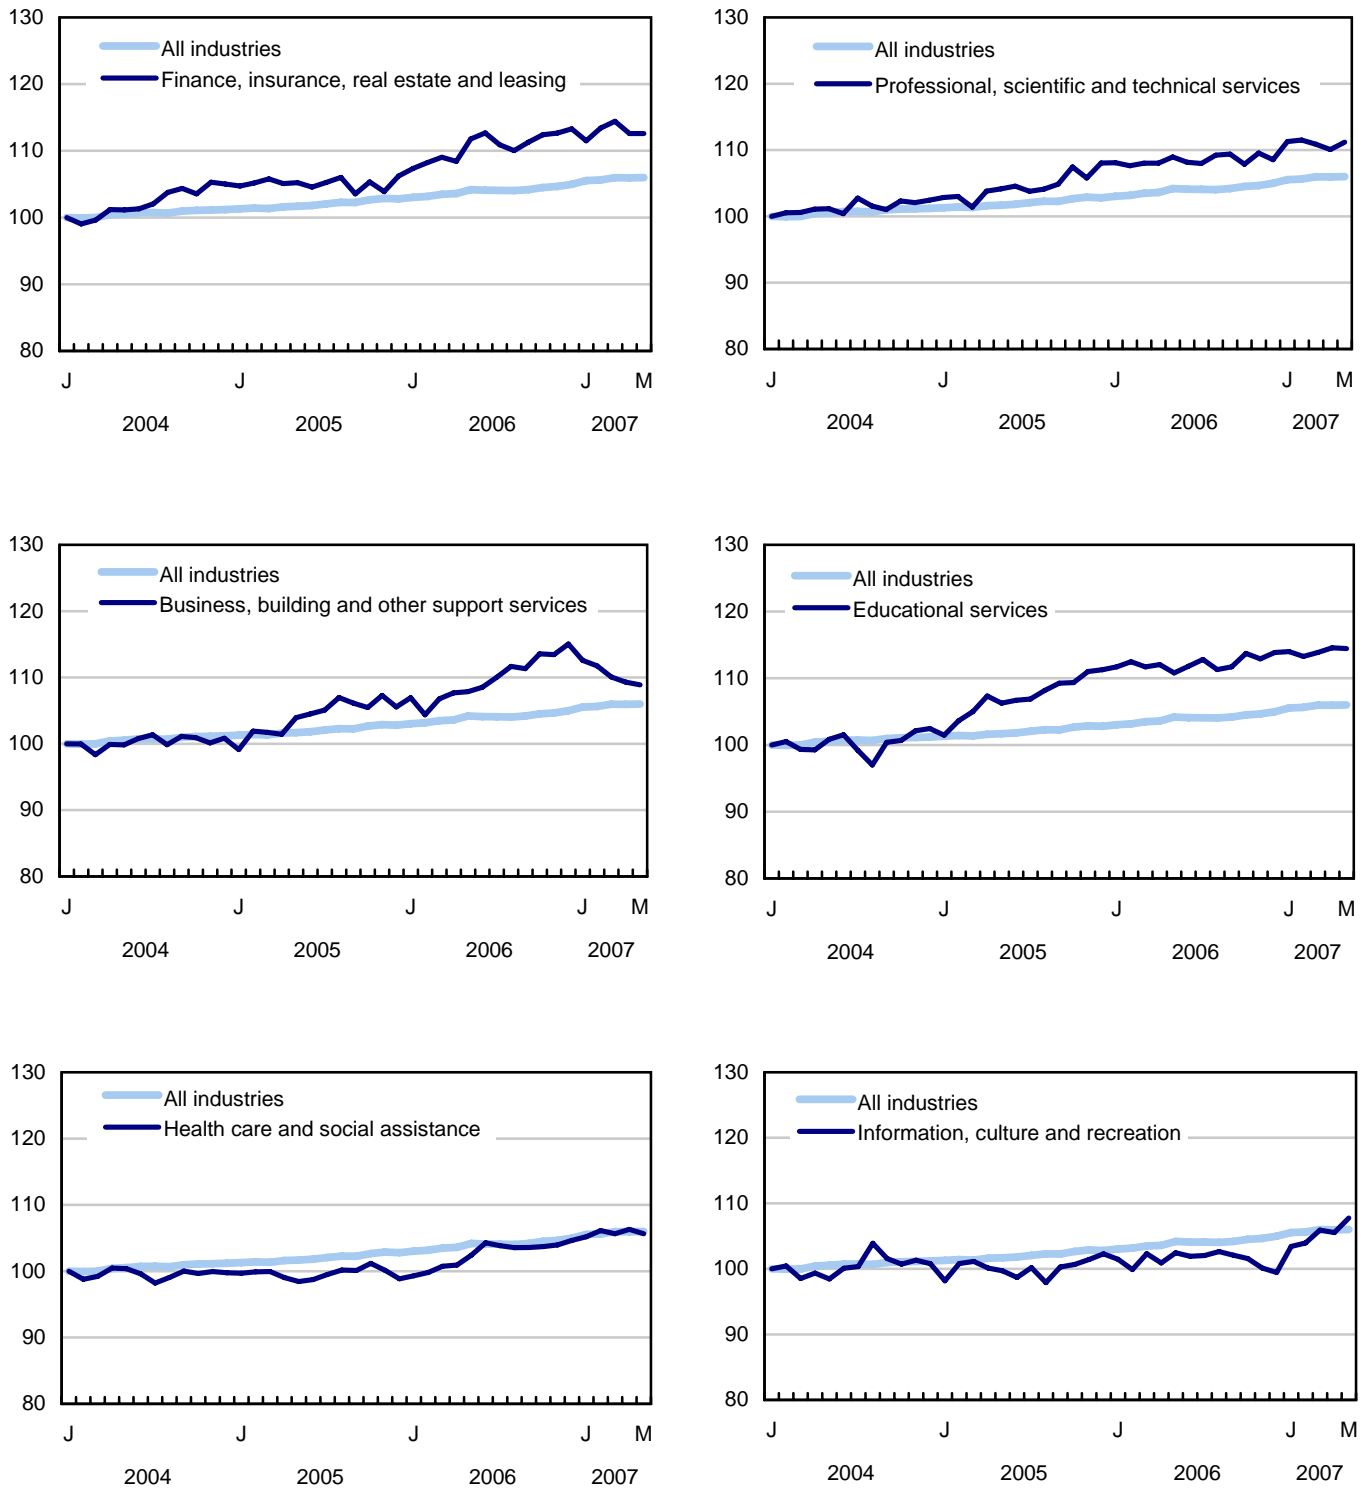 130
120
110
100
90
80
All industries
Finance, insurance, real estate and leasing
J J J J M
2004 2005 2006 2007
130
120
110
100
90
80
All industries
Professional, scientific and technical services
J J J J M
2004 2005 2006 2007
130
120
110
100
90
80
All industries
Business, building and other support services
J J J J M
2004 2005 2006 2007
130
120
110
100
90
80
All industries
Educational services
J J J J M
2004 2005 2006 2007
130
120
110
100
90
80
All industries
Health care and social assistance
J J J J M
2004 2005 2006 2007
130
120
110
100
90
80
All industries
Information, culture and recreation
J J J J M
2004 2005 2006 2007